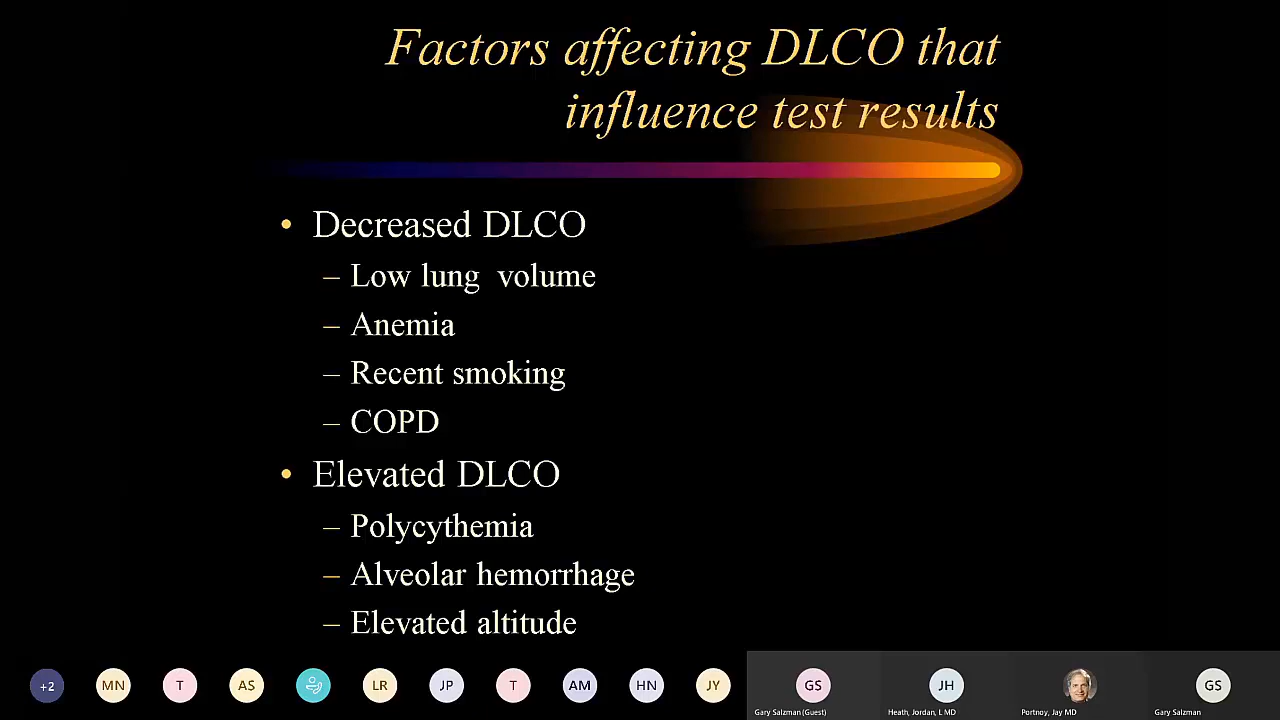 Factors affecting DLCO that
influence test results
• Decreased DLCO
– Low lung  volume
– Anemia
– Recent smoking
– COPD
• Elevated DLCO
– Polycythemia
– Alveolar hemorrhage
– Elevated altitude
+2
MN
T
AS
LR
JP
T
AM
HN
JY
GS
JH
GS
Gary Salzman (Guest)
Heath, Jordan, L MD
Portnoy, Jay MD
Gary Salzman